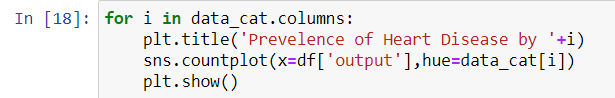 In [18]: for i in data_cat.columns:
plt.title('Prevelence of Heart Disease by '+i)
sns.countplot(x=df['output'],hue=data_cat[i])
plt.show()